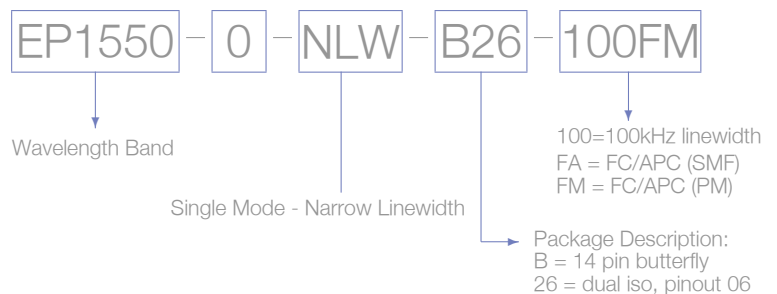 EP1550 - 0 - NLW - B26 - 100FM
Wavelength Band
100=100kHz linewidth
FA = FC/APC (SMF)
FM = FC/APC (PM)
Single Mode - Narrow Linewidth
Package Description:
B = 14 pin butterfly
26 = dual iso, pinout 06